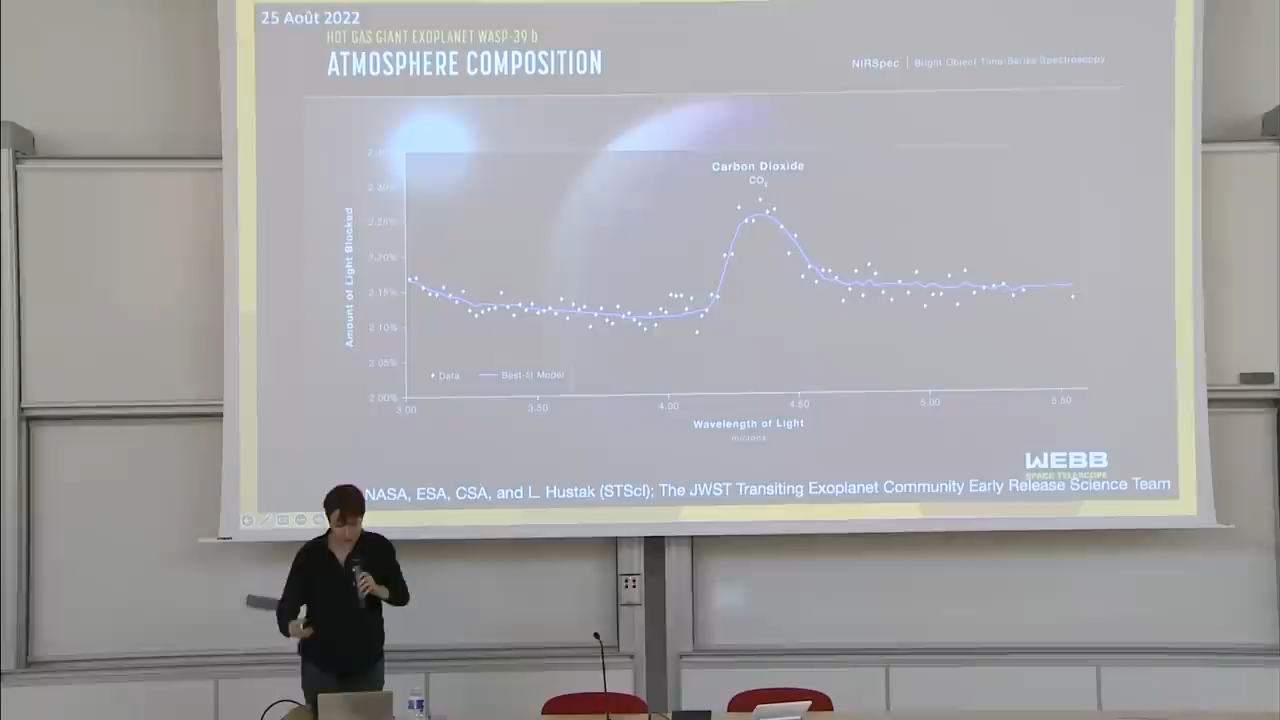 25 Août 2022
HOT GAS GIANT EXOPLANET WASP-39 b
ATMOSPHERE COMPOSITION
NIRSpec | Bright Object Time-Series Spectroscopy
Carbon Dioxide
CO₂
Amount of Light Blocked
2.30%
2.25%
2.20%
2.15%
2.10%
2.05%
2.00%
Data
Best-fit Model
3.00
3.50
4.00
4.50
5.00
5.50
Wavelength of Light
microns
WEBB
SPACE TELESCOPE
NASA, ESA, CSA, and L. Hustak (STScI); The JWST Transiting Exoplanet Community Early Release Science Team